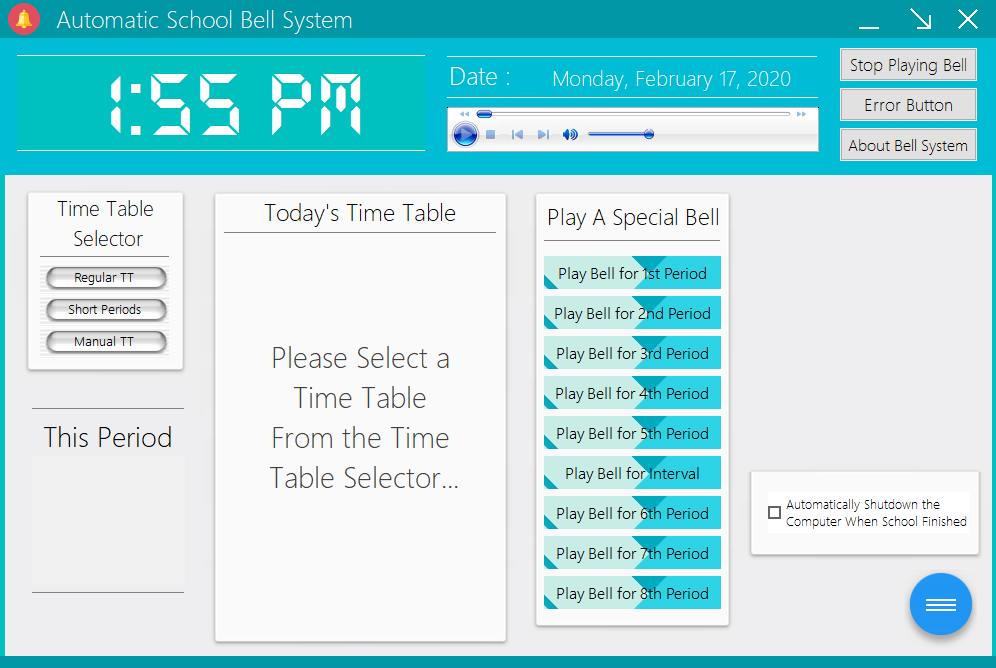 Automatic School Bell System
1:55 PM
Date : Monday, February 17, 2020
Stop Playing Bell
Error Button
About Bell System
Time Table
Selector
Regular TT
Short Periods
Manual TT
This Period
Today's Time Table
Please Select a
Time Table
From the Time
Table Selector...
Play A Special Bell
Play Bell for 1st Period
Play Bell for 2nd Period
Play Bell for 3rd Period
Play Bell for 4th Period
Play Bell for 5th Period
Play Bell for Interval
Play Bell for 6th Period
Play Bell for 7th Period
Play Bell for 8th Period
Automatically Shutdown the
Computer When School Finished